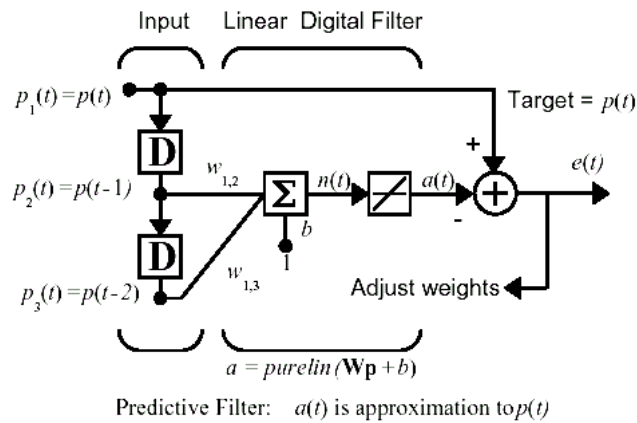 Input Linear Digital Filter
p1(t)=p(t)
Target = p(t)
+
D
w1,2 n(t) a(t) e(t)
p2(t)=p(t-1)
Σ + -
b
D
w1,3 1
p3(t)=p(t-2)
Adjust weights
a = purelin (Wp + b)
Predictive Filter: a(t) is approximation to p(t)